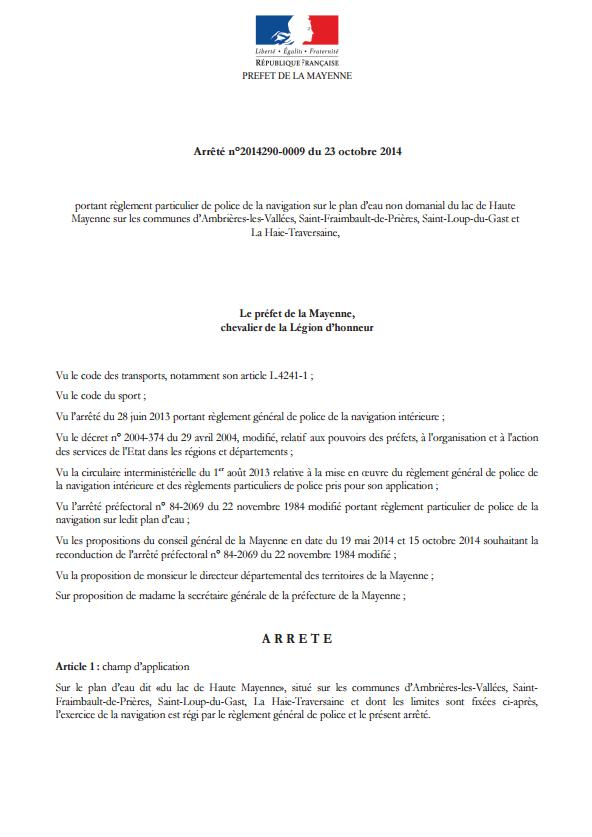 Liberté • Égalité • Fraternité
RÉPUBLIQUE FRANÇAISE
PREFET DE LA MAYENNE
Arrêté n°2014290-0009 du 23 octobre 2014
portant règlement particulier de police de la navigation sur le plan d'eau non domanial du lac de Haute
Mayenne sur les communes d'Ambrières-les-Vallées, Saint-Fraimbault-de-Prières, Saint-Loup-du-Gast et
La Haie-Traversaine,
Le préfet de la Mayenne,
chevalier de la Légion d'honneur
Vu le code des transports, notamment son article L.4241-1 ;
Vu le code du sport ;
Vu l'arrêté du 28 juin 2013 portant règlement général de police de la navigation intérieure ;
Vu le décret n° 2004-374 du 29 avril 2004, modifié, relatif aux pouvoirs des préfets, à l'organisation et à l'action
des services de l'Etat dans les régions et départements ;
Vu la circulaire interministérielle du 1er août 2013 relative à la mise en œuvre du règlement général de police de
la navigation intérieure et des règlements particuliers de police pris pour son application ;
Vu l'arrêté préfectoral n° 84-2069 du 22 novembre 1984 modifié portant règlement particulier de police de la
navigation sur ledit plan d'eau ;
Vu les propositions du conseil général de la Mayenne en date du 19 mai 2014 et 15 octobre 2014 souhaitant la
reconduction de l'arrêté préfectoral n° 84-2069 du 22 novembre 1984 modifié ;
Vu la proposition de monsieur le directeur départemental des territoires de la Mayenne ;
Sur proposition de madame la secrétaire générale de la préfecture de la Mayenne ;
A R R E T E
Article 1 : champ d'application
Sur le plan d'eau dit «du lac de Haute Mayenne», situé sur les communes d'Ambrières-les-Vallées, Saint-
Fraimbault-de-Prières, Saint-Loup-du-Gast, La Haie-Traversaine et dont les limites sont fixées ci-après,
l'exercice de la navigation est régi par le règlement général de police et le présent arrêté.